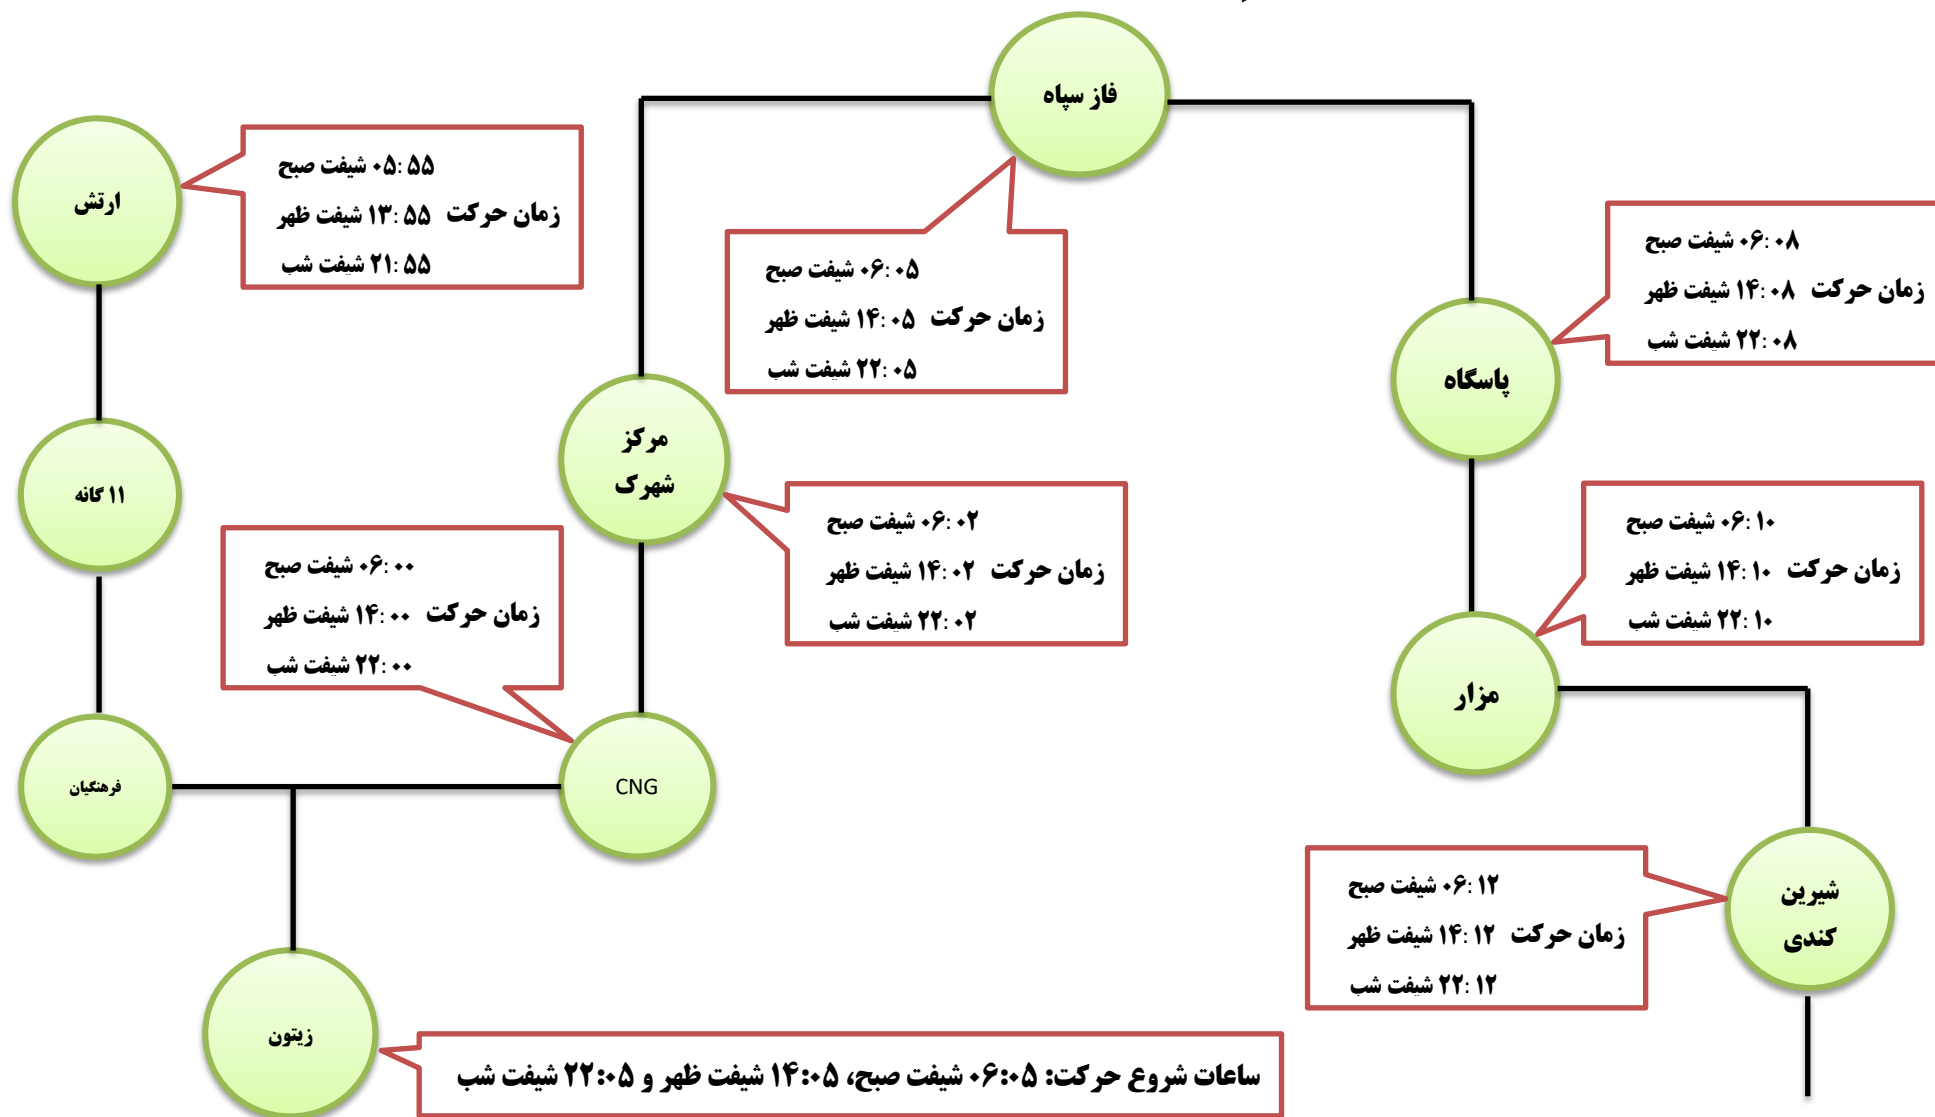 فاز سپاه
ارتش
۰۵:۵۵ شیفت صبح
زمان حرکت ۱۳:۵۵ شیفت ظهر
۲۱:۵۵ شیفت شب
۰۶:۰۵ شیفت صبح
زمان حرکت ۱۴:۰۵ شیفت ظهر
۲۲:۰۵ شیفت شب
۰۶:۰۸ شیفت صبح
زمان حرکت ۱۴:۰۸ شیفت ظهر
۲۲:۰۸ شیفت شب
پاسگاه
مرکز
شهرک
۱۱ گانه
۰۶:۰۲ شیفت صبح
زمان حرکت ۱۴:۰۲ شیفت ظهر
۲۲:۰۲ شیفت شب
۰۶:۱۰ شیفت صبح
زمان حرکت ۱۴:۱۰ شیفت ظهر
۲۲:۱۰ شیفت شب
۰۶:۰۰ شیفت صبح
زمان حرکت ۱۴:۰۰ شیفت ظهر
۲۲:۰۰ شیفت شب
مزار
فرهنگیان
CNG
۰۶:۱۲ شیفت صبح
زمان حرکت ۱۴:۱۲ شیفت ظهر
۲۲:۱۲ شیفت شب
شیرین
کندی
زیتون
ساعات شروع حرکت: ۰۶:۰۵ شیفت صبح، ۱۴:۰۵ شیفت ظهر و ۲۲:۰۵ شیفت شب